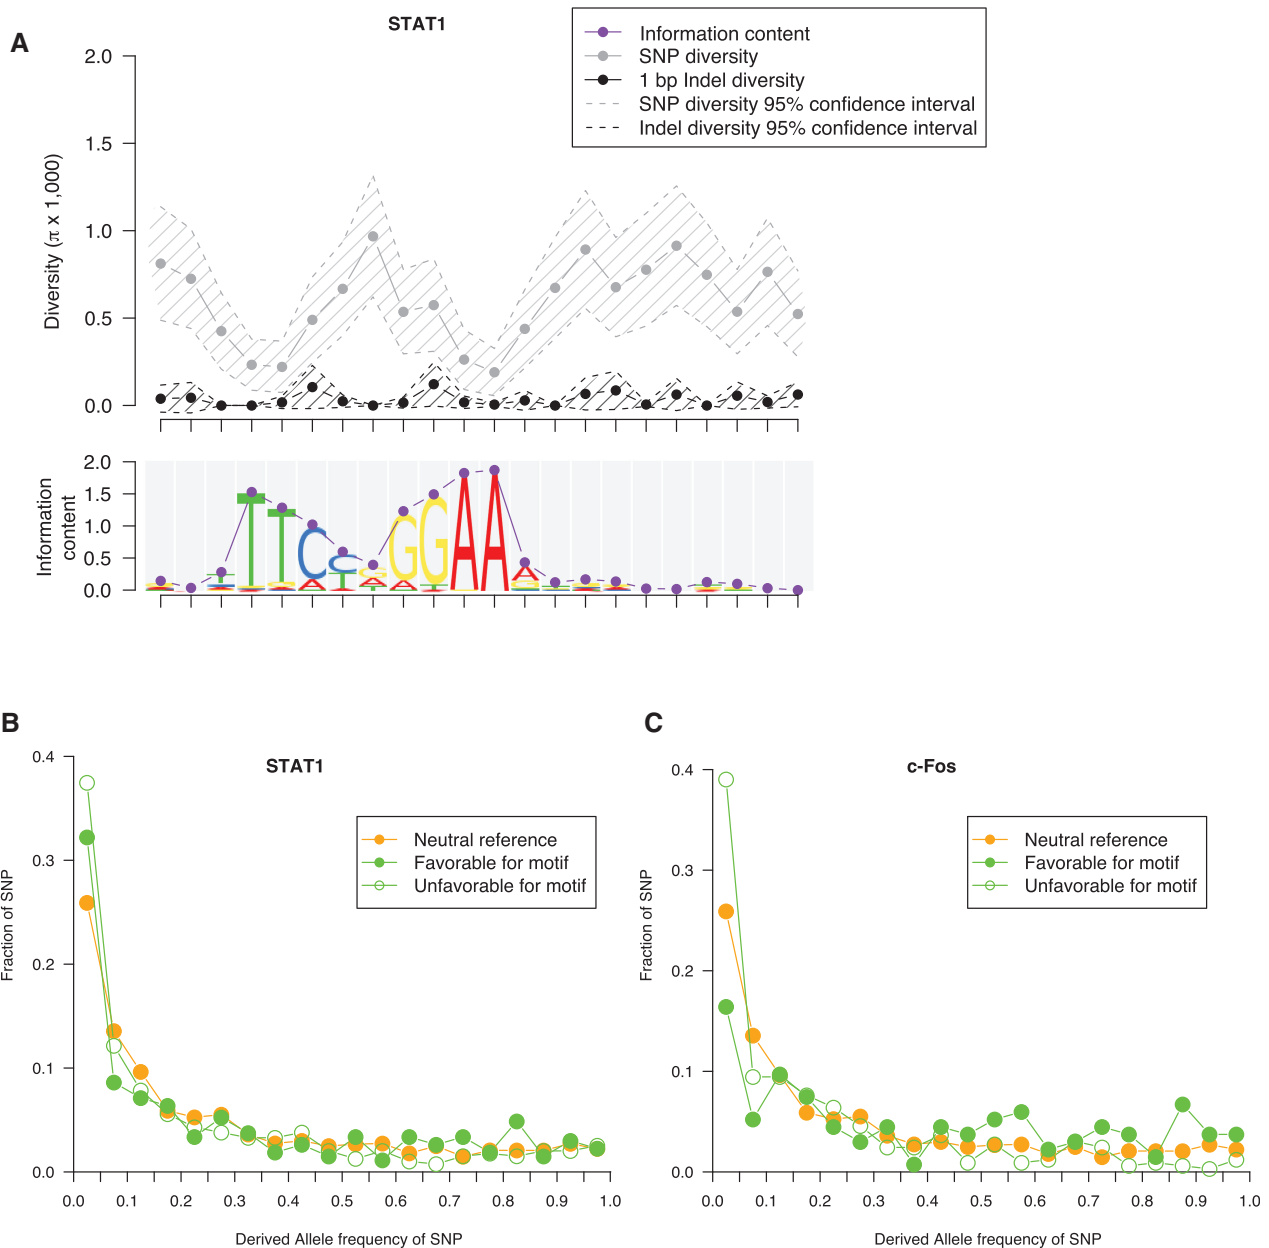 A
STAT1
Information content
SNP diversity
1 bp Indel diversity
SNP diversity 95% confidence interval
Indel diversity 95% confidence interval
Diversity (π x 1,000)
2.0
1.5
1.0
0.5
0.0
Information
content
2.0
1.5
1.0
0.5
0.0
TTCCGGAA
B
STAT1
Neutral reference
Favorable for motif
Unfavorable for motif
Fraction of SNP
0.4
0.3
0.2
0.1
0.0
0.0 0.1 0.2 0.3 0.4 0.5 0.6 0.7 0.8 0.9 1.0
Derived Allele frequency of SNP
C
c-Fos
Neutral reference
Favorable for motif
Unfavorable for motif
Fraction of SNP
0.4
0.3
0.2
0.1
0.0
0.0 0.1 0.2 0.3 0.4 0.5 0.6 0.7 0.8 0.9 1.0
Derived Allele frequency of SNP